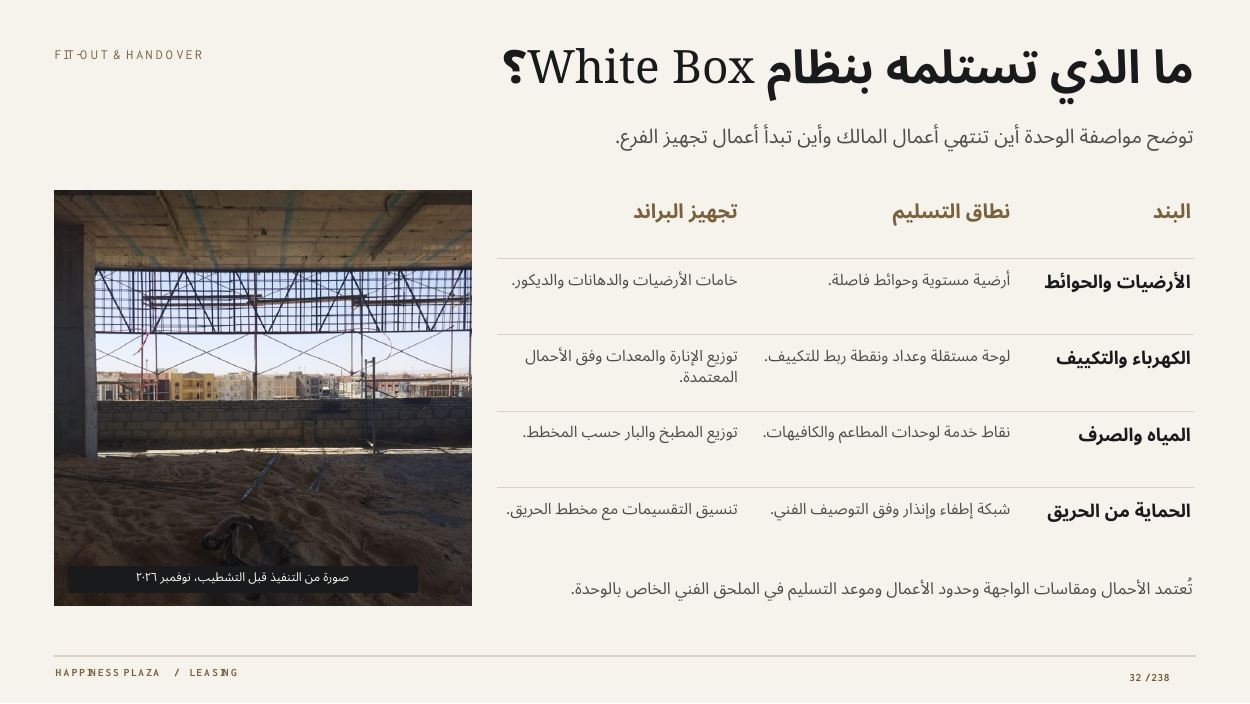 FIT-OUT & HANDOVER
ما الذي تستلمه بنظام White Box؟
توضح مواصفة الوحدة أين تنتهي أعمال المالك وأين تبدأ أعمال تجهيز الفرع.
البند نطاق التسليم تجهيز البراند
الأرضيات والحوائط أرضية مستوية وحوائط فاصلة. خامات الأرضيات والدهانات والديكور.
الكهرباء والتكييف لوحة مستقلة وعداد ونقطة ربط للتكييف. توزيع الإنارة والمعدات وفق الأحمال
المعتمدة.
المياه والصرف نقاط خدمة لوحدات المطاعم والكافيهات. توزيع المطبخ والبار حسب المخطط.
الحماية من الحريق شبكة إطفاء وإنذار وفق التوصيف الفني. تنسيق التقسيمات مع مخطط الحريق.
صورة من التنفيذ قبل التشطيب، نوفمبر ٢٠٢٦
تُعتمد الأحمال ومقاسات الواجهة وحدود الأعمال وموعد التسليم في الملحق الفني الخاص بالوحدة.
HAPPINESS PLAZA / LEASING
32 /238